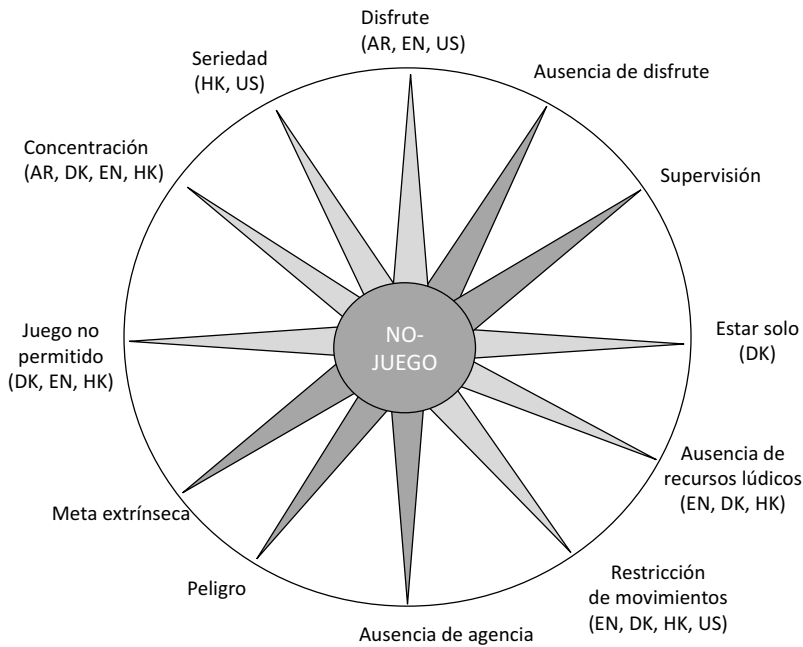 Disfrute
(AR, EN, US)
Ausencia de disfrute
Supervisión
Estar solo
(DK)
Ausencia de
recursos lúdicos
(EN, DK, HK)
Restricción
de movimientos
(EN, DK, HK, US)
Ausencia de agencia
Peligro
Meta extrínseca
Juego no
permitido
(DK, EN, HK)
Concentración
(AR, DK, EN, HK)
Seriedad
(HK, US)
NO-
JUEGO